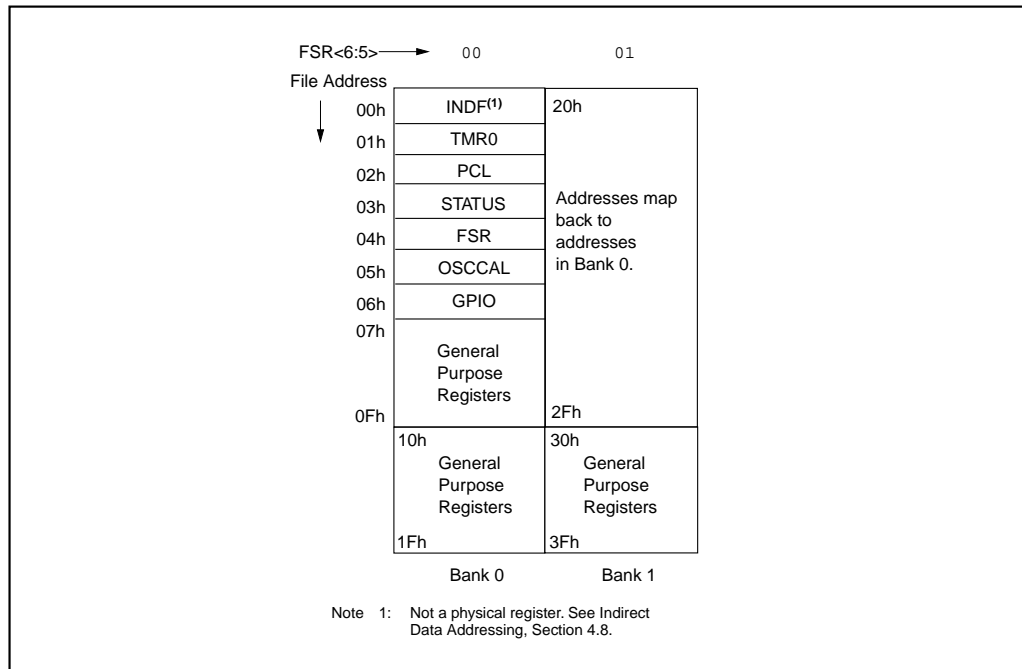 FSR<6:5> 00 01
File Address
00h INDF(1) 20h
01h TMR0
02h PCL
03h STATUS
04h FSR
05h OSCCAL
06h GPIO
Addresses map
back to
addresses
in Bank 0.
07h
General
Purpose
Registers
0Fh 2Fh
10h 30h
General
Purpose
Registers
General
Purpose
Registers
1Fh 3Fh
Bank 0 Bank 1
Note 1: Not a physical register. See Indirect
Data Addressing, Section 4.8.